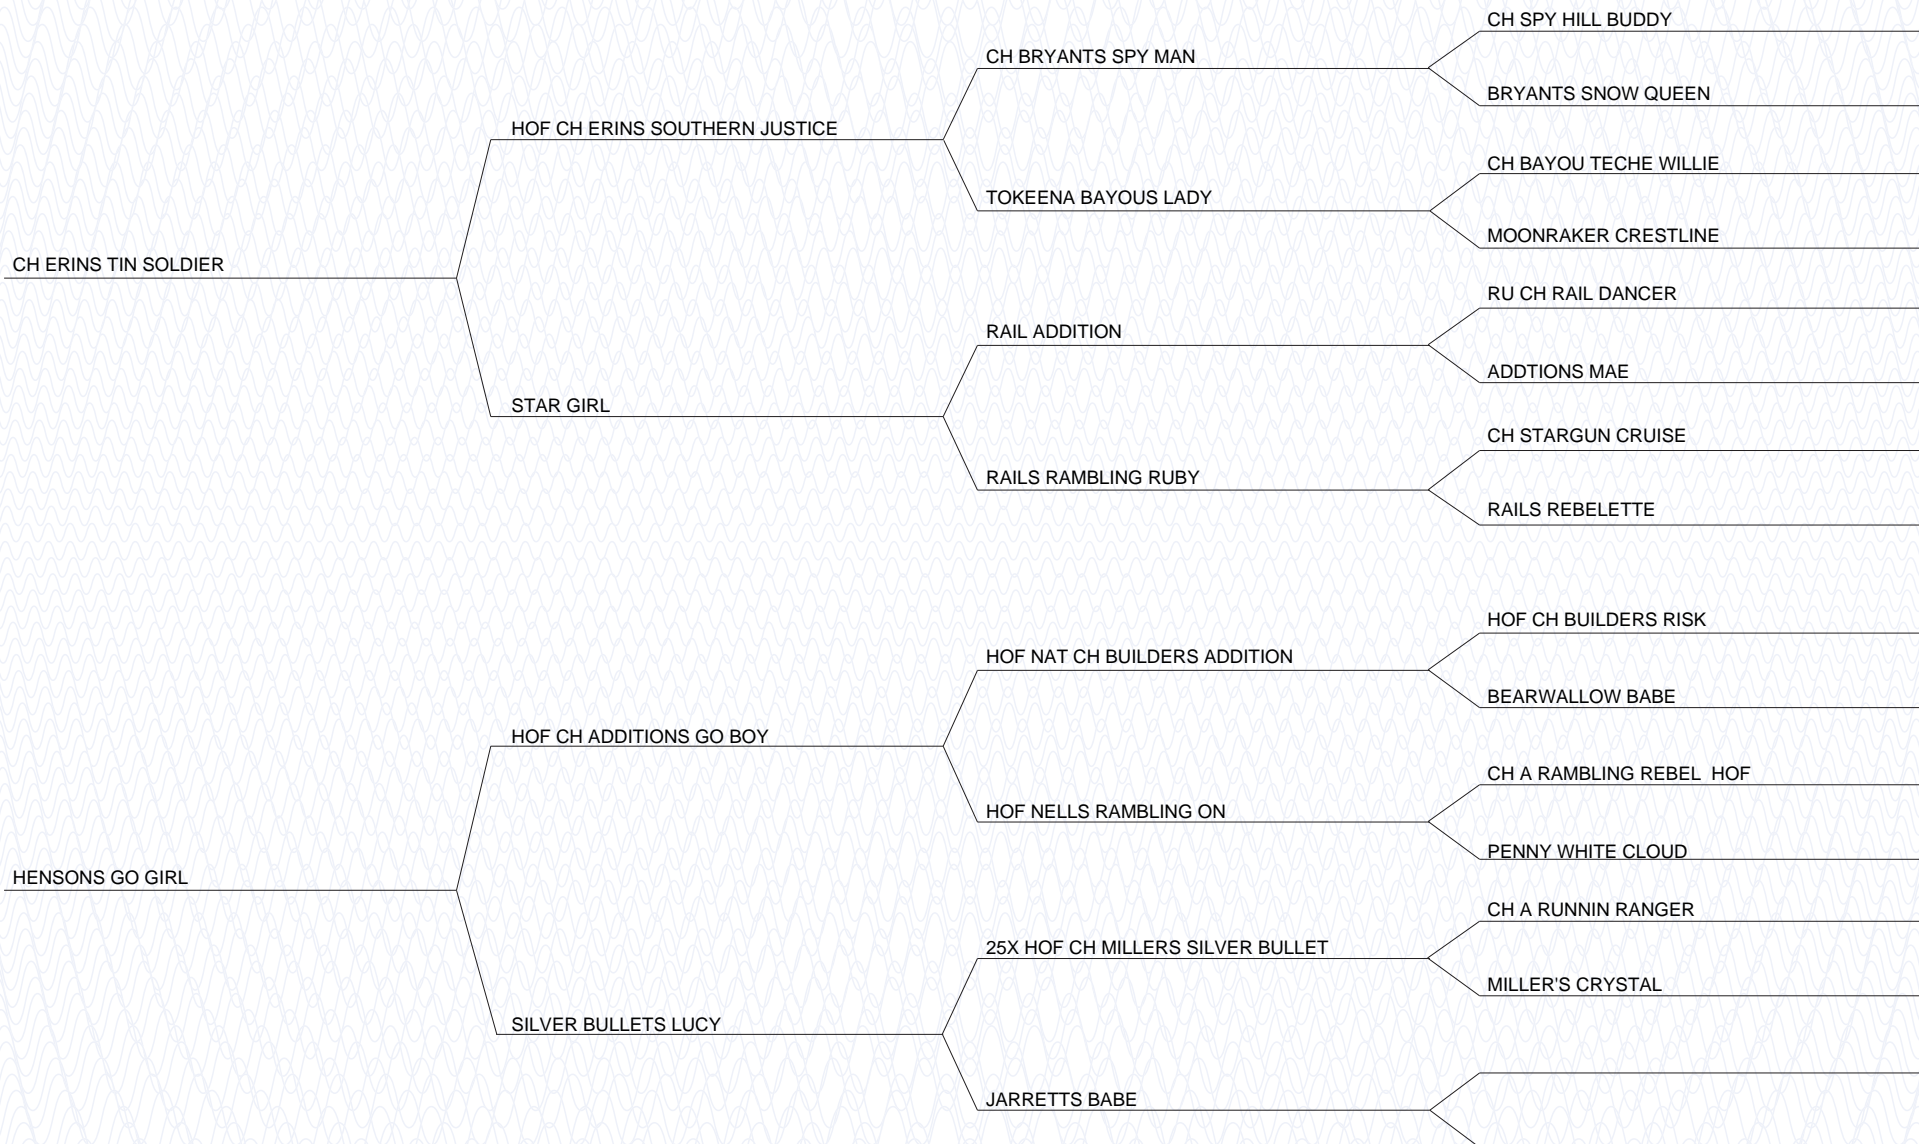 CH SPY HILL BUDDY
CH BRYANTS SPY MAN
BRYANTS SNOW QUEEN
HOF CH ERINS SOUTHERN JUSTICE
CH BAYOU TECHE WILLIE
TOKEENA BAYOUS LADY
MOONRAKER CRESTLINE
CH ERINS TIN SOLDIER
RU CH RAIL DANCER
RAIL ADDITION
ADDTIONS MAE
STAR GIRL
CH STARGUN CRUISE
RAILS RAMBLING RUBY
RAILS REBELETTE
HOF CH BUILDERS RISK
HOF NAT CH BUILDERS ADDITION
BEARWALLOW BABE
HOF CH ADDITIONS GO BOY
CH A RAMBLING REBEL  HOF
HOF NELLS RAMBLING ON
PENNY WHITE CLOUD
HENSONS GO GIRL
CH A RUNNIN RANGER
25X HOF CH MILLERS SILVER BULLET
MILLER'S CRYSTAL
SILVER BULLETS LUCY
JARRETTS BABE